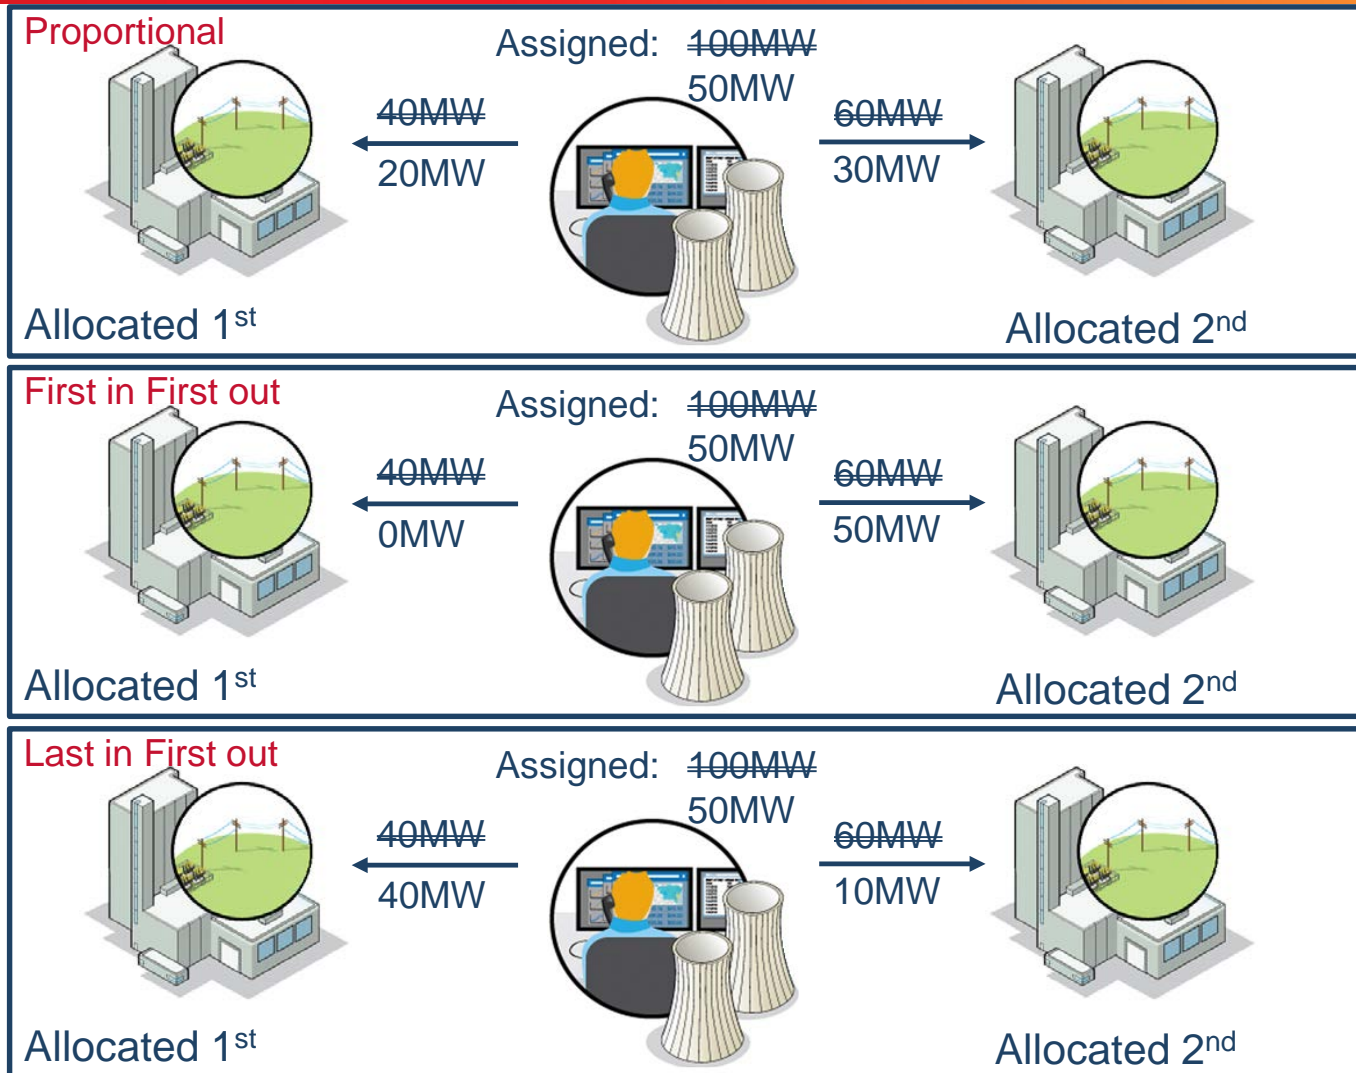 Proportional
Assigned: 100MW
50MW
40MW
20MW
60MW
30MW
Allocated 1st
Allocated 2nd
First in First out
Assigned: 100MW
50MW
40MW
0MW
60MW
50MW
Allocated 1st
Allocated 2nd
Last in First out
Assigned: 100MW
50MW
40MW
40MW
60MW
10MW
Allocated 1st
Allocated 2nd